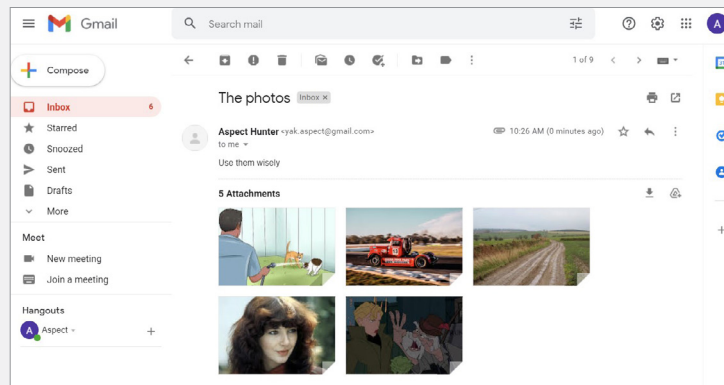 Gmail
Search mail
Compose
1 of 9
Inbox 6
Starred
Snoozed
Sent
Drafts
More
Meet
New meeting
Join a meeting
Hangouts
A Aspect
The photos Inbox x
Aspect Hunter <yak.aspect@gmail.com> 10:26 AM (0 minutes ago)
to me
Use them wisely
5 Attachments
A